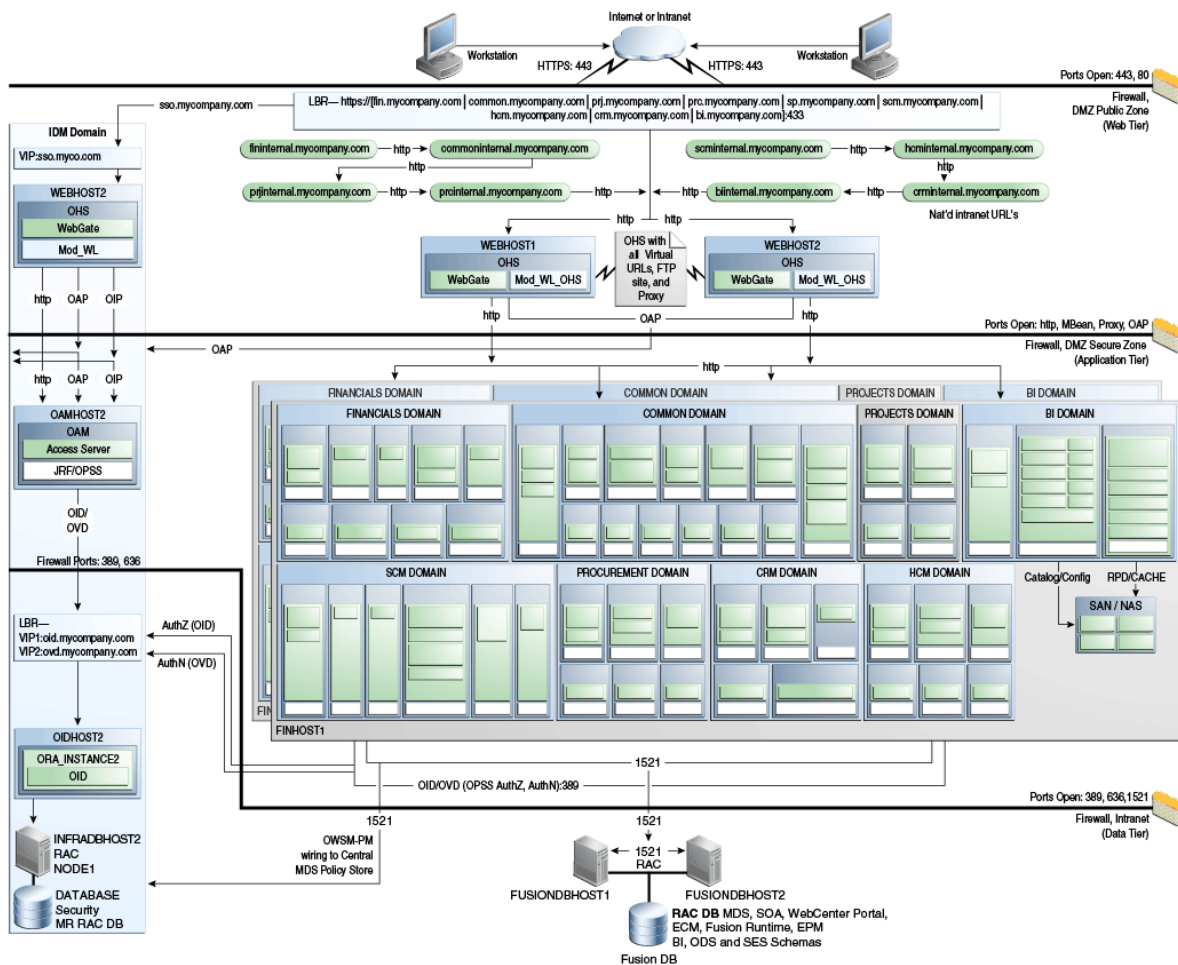 Internet or Intranet
Workstation
Workstation
HTTPS: 443
HTTPS: 443
Ports Open: 443, 80
Firewall,
DMZ Public Zone
(Web Tier)
sso.mycompany.com
LBR— https://[fin.mycompany.com | common.mycompany.com | prj.mycompany.com | prc.mycompany.com | sp.mycompany.com | scm.mycompany.com |
hcm.mycompany.com | crm.mycompany.com | bi.mycompany.com]:433
IDM Domain
VIP:sso.myco.com
fininternal.mycompany.com
http
commoninternal.mycompany.com
scminternal.mycompany.com
http
hcminternal.mycompany.com
http
http
prjinternal.mycompany.com
http
prcinternal.mycompany.com
http
http
biinternal.mycompany.com
http
crminternal.mycompany.com
Nat'd intranet URL's
WEBHOST2
OHS
WebGate
Mod_WL
http
http
WEBHOST1
OHS
WebGate
Mod_WL_OHS
OHS with
all Virtual
URLs, FTP
site, and
Proxy
WEBHOST2
OHS
WebGate
Mod_WL_OHS
http
OAP
OIP
http
OAP
http
Ports Open: http, MBean, Proxy, OAP
OAP
Firewall, DMZ Secure Zone
(Application Tier)
http
OAP
OIP
http
FINANCIALS DOMAIN
COMMON DOMAIN
PROJECTS DOMAIN
BI DOMAIN
FINANCIALS DOMAIN
COMMON DOMAIN
PROJECTS DOMAIN
BI DOMAIN
OAMHOST2
OAM
Access Server
JRF/OPSS
OID/
OVD
Firewall Ports: 389, 636
SCM DOMAIN
PROCUREMENT DOMAIN
CRM DOMAIN
HCM DOMAIN
Catalog/Config
RPD/CACHE
SAN / NAS
LBR—
VIP1:oid.mycompany.com
VIP2:ovd.mycompany.com
AuthZ (OID)
AuthN (OVD)
FIN
FINHOST1
OIDHOST2
ORA_INSTANCE2
OID
1521
OID/OVD (OPSS AuthZ, AuthN):389
Ports Open: 389, 636,1521
Firewall, Intranet
(Data Tier)
1521
1521
OWSM-PM
wiring to Central
MDS Policy Store
INFRADBHOST2
RAC
NODE1
DATABASE
Security
MR RAC DB
1521
RAC
FUSIONDBHOST1
FUSIONDBHOST2
RAC DB MDS, SOA, WebCenter Portal,
ECM, Fusion Runtime, EPM
BI, ODS and SES Schemas
Fusion DB